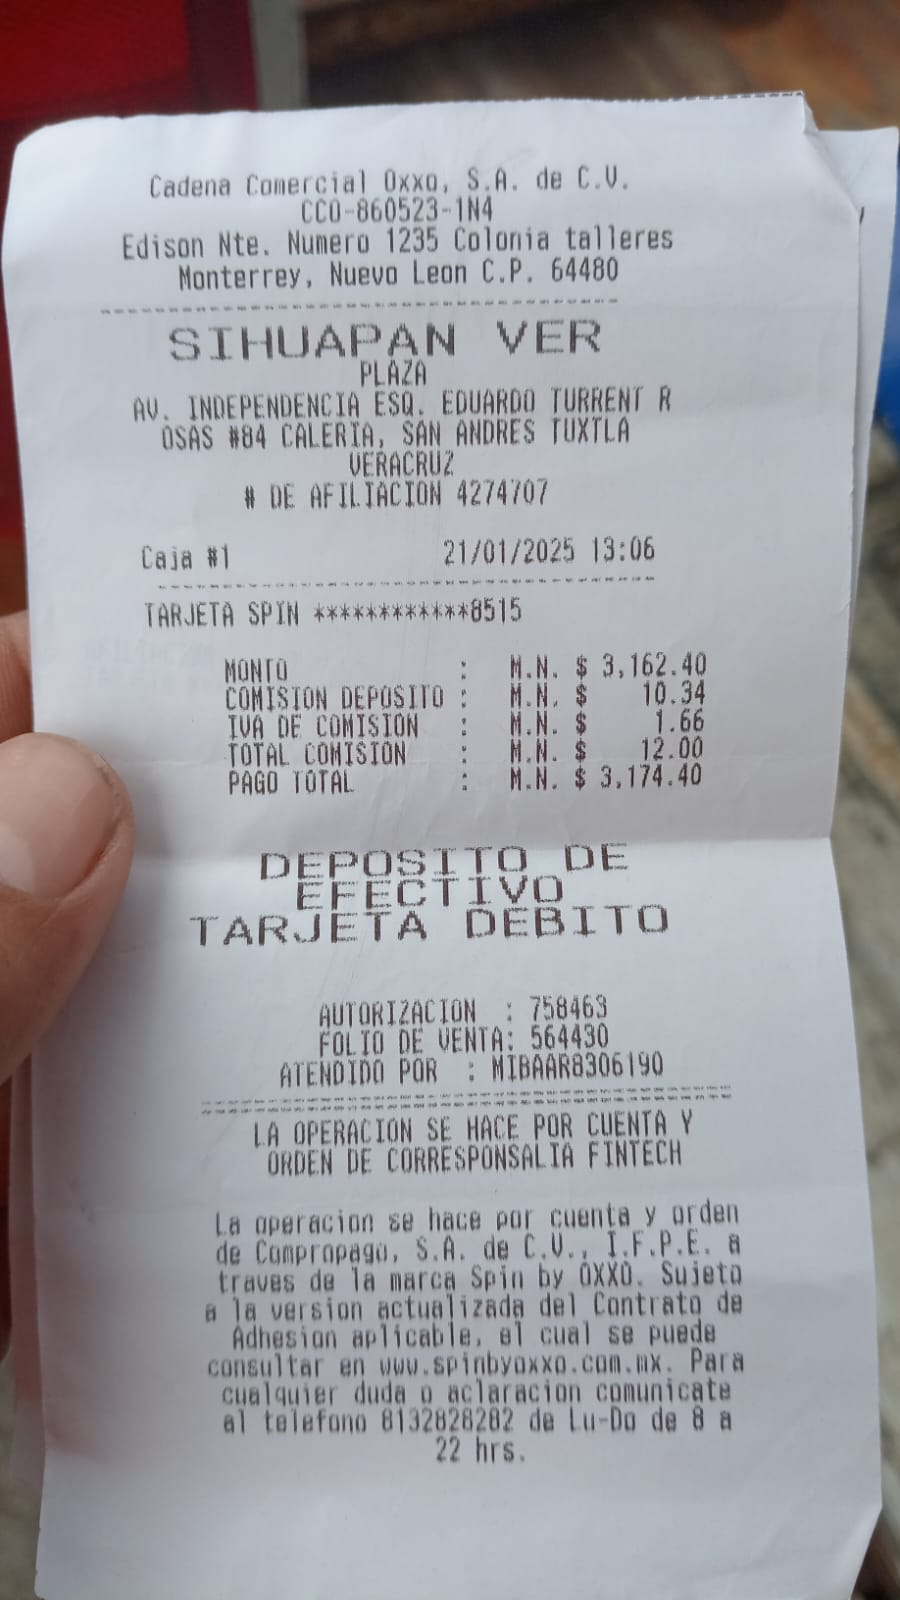 Cadena Comercial Oxxo, S.A. de C.V.
CCO-860523-1N4
Edison Nte. Numero 1235 Colonia talleres
Monterrey, Nuevo Leon C.P. 64480
SIHUAPAN VER
PLAZA
AV. INDEPENDENCIA ESQ. EDUARDO TURRENT R
OSAS #84 CALERIA, SAN ANDRES TUXTLA
VERACRUZ
# DE AFILIACION 4274707
Caja #1 21/01/2025 13:06
TARJETA SPIN ************8515
MONTO : M.N. $ 3,162.40
COMISION DEPOSITO : M.N. $ 10.34
IVA DE COMISION : M.N. $ 1.66
TOTAL COMISION : M.N. $ 12.00
PAGO TOTAL : M.N. $ 3,174.40
DEPOSITO DE
EFECTIVO
TARJETA DEBITO
AUTORIZACION : 758463
FOLIO DE VENTA: 564430
ATENDIDO POR : MIBAAR8306190
LA OPERACION SE HACE POR CUENTA Y
ORDEN DE CORRESPONSALIA FINTECH
La operacion se hace por cuenta y orden
de Compropago, S.A. de C.V., I.F.P.E. a
traves de la marca Spin by OXXO. Sujeto
a la version actualizada del Contrato de
Adhesion aplicable, el cual se puede
consultar en www.spinbyoxxo.com.mx. Para
cualquier duda o aclaracion comunicate
al telefono 8132828282 de Lu-Do de 8 a
22 hrs.